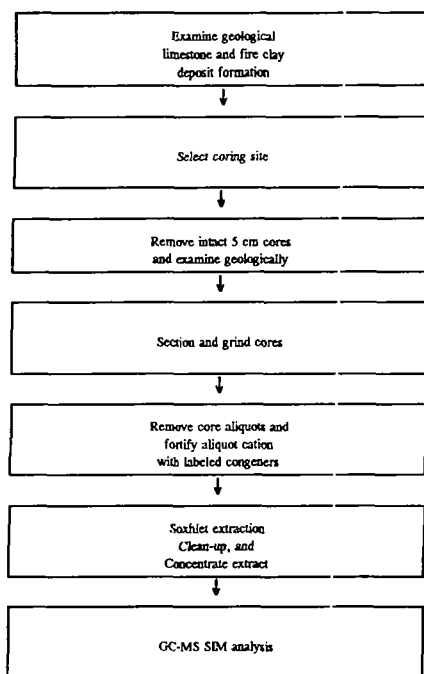 Examine geological
limestone and fire clay
deposit formation
Select coring site
Remove intact 5 cm cores
and examine geologically
Section and grind cores
Remove core aliquots and
fortify aliquot cation
with labeled congeners
Soxhlet extraction
Clean-up, and
Concentrate extract
GC-MS SIM analysis